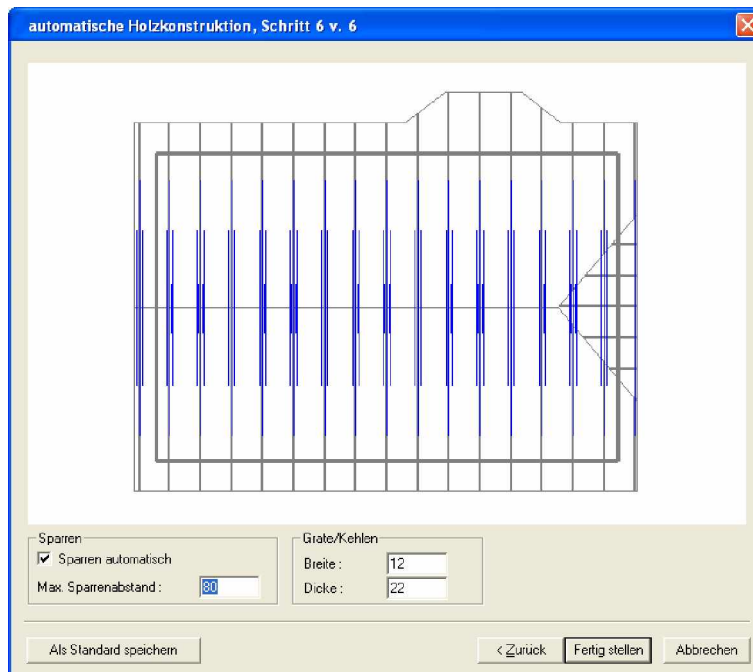 automatische Holzkonstruktion, Schritt 6 v. 6
Sparren
Sparren automatisch
Max. Sparrenabstand : 80
Grate/Kehlen
Breite : 12
Dicke : 22
Als Standard speichern
< Zurück
Fertig stellen
Abbrechen